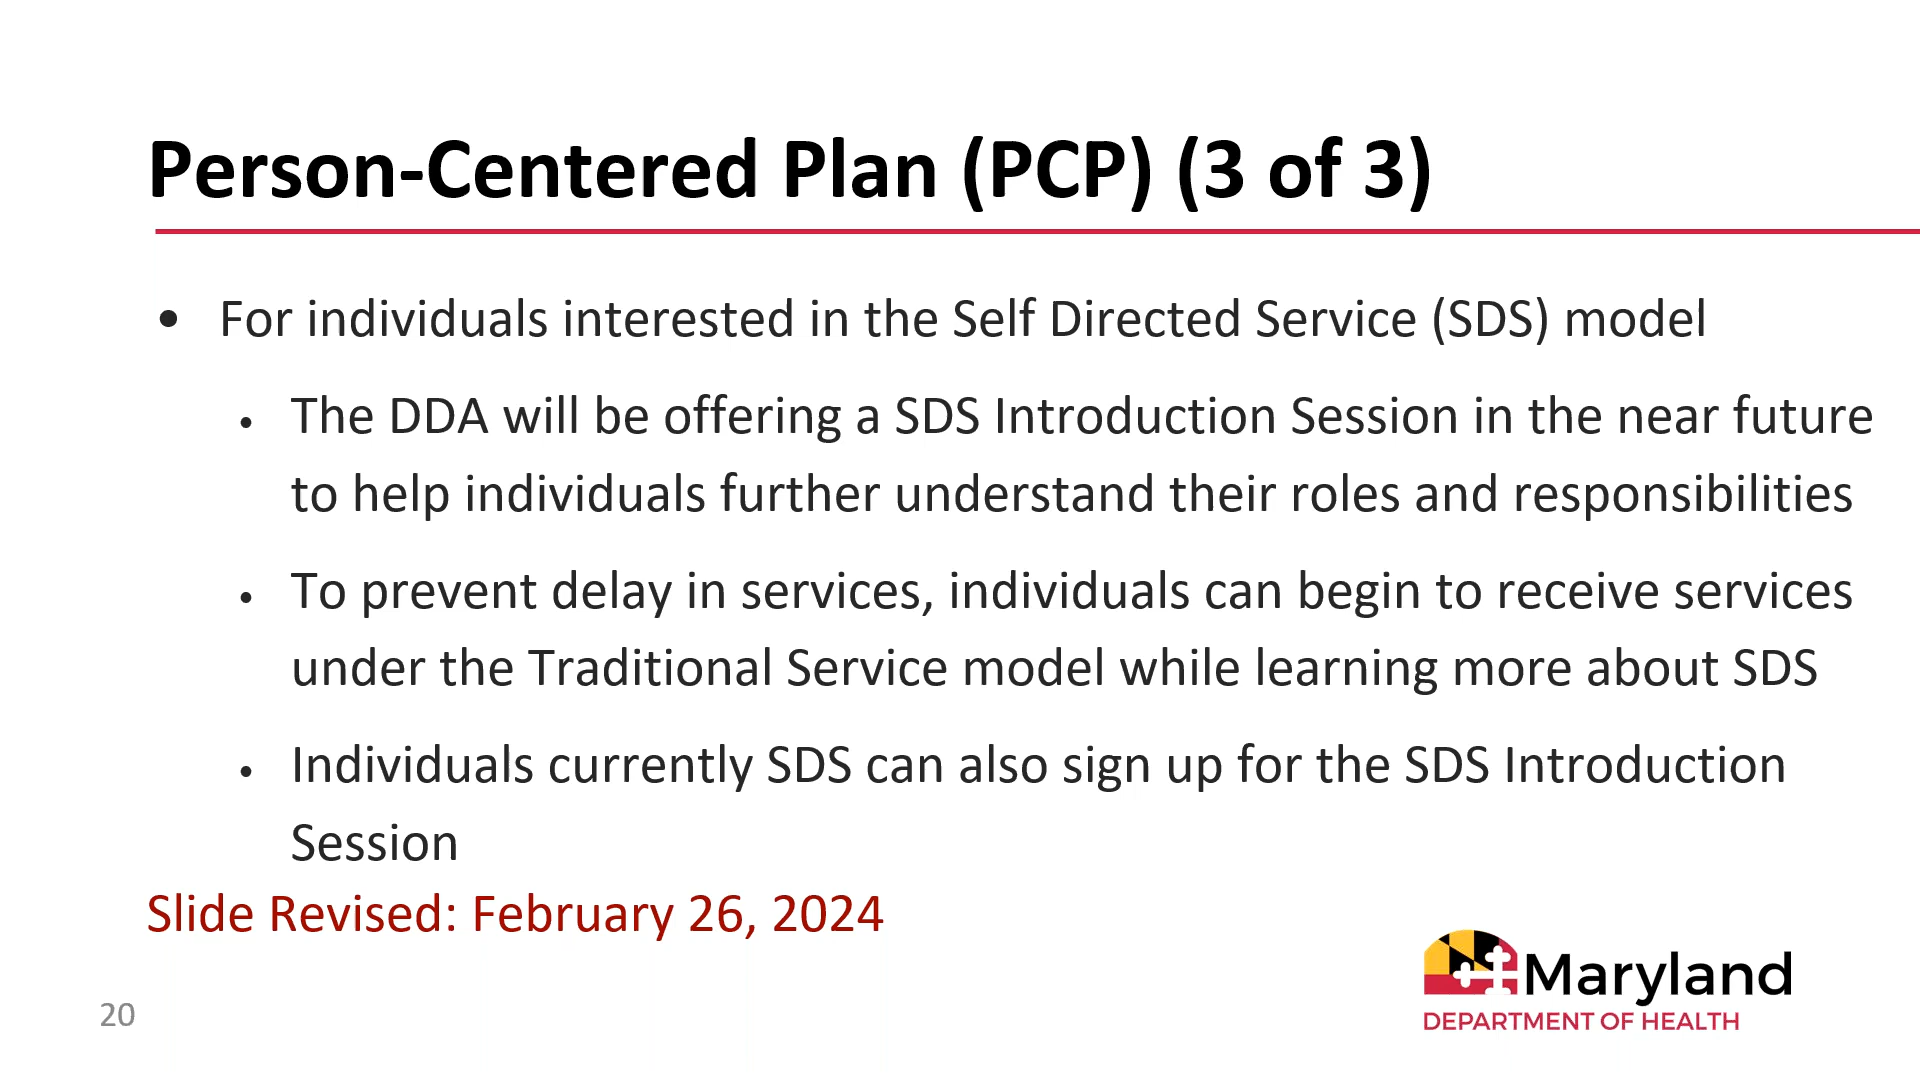 Person-Centered Plan (PCP) (3 of 3)
• For individuals interested in the Self Directed Service (SDS) model
• The DDA will be offering a SDS Introduction Session in the near future
to help individuals further understand their roles and responsibilities
• To prevent delay in services, individuals can begin to receive services
under the Traditional Service model while learning more about SDS
• Individuals currently SDS can also sign up for the SDS Introduction
Session
Slide Revised: February 26, 2024
20
Maryland
DEPARTMENT OF HEALTH